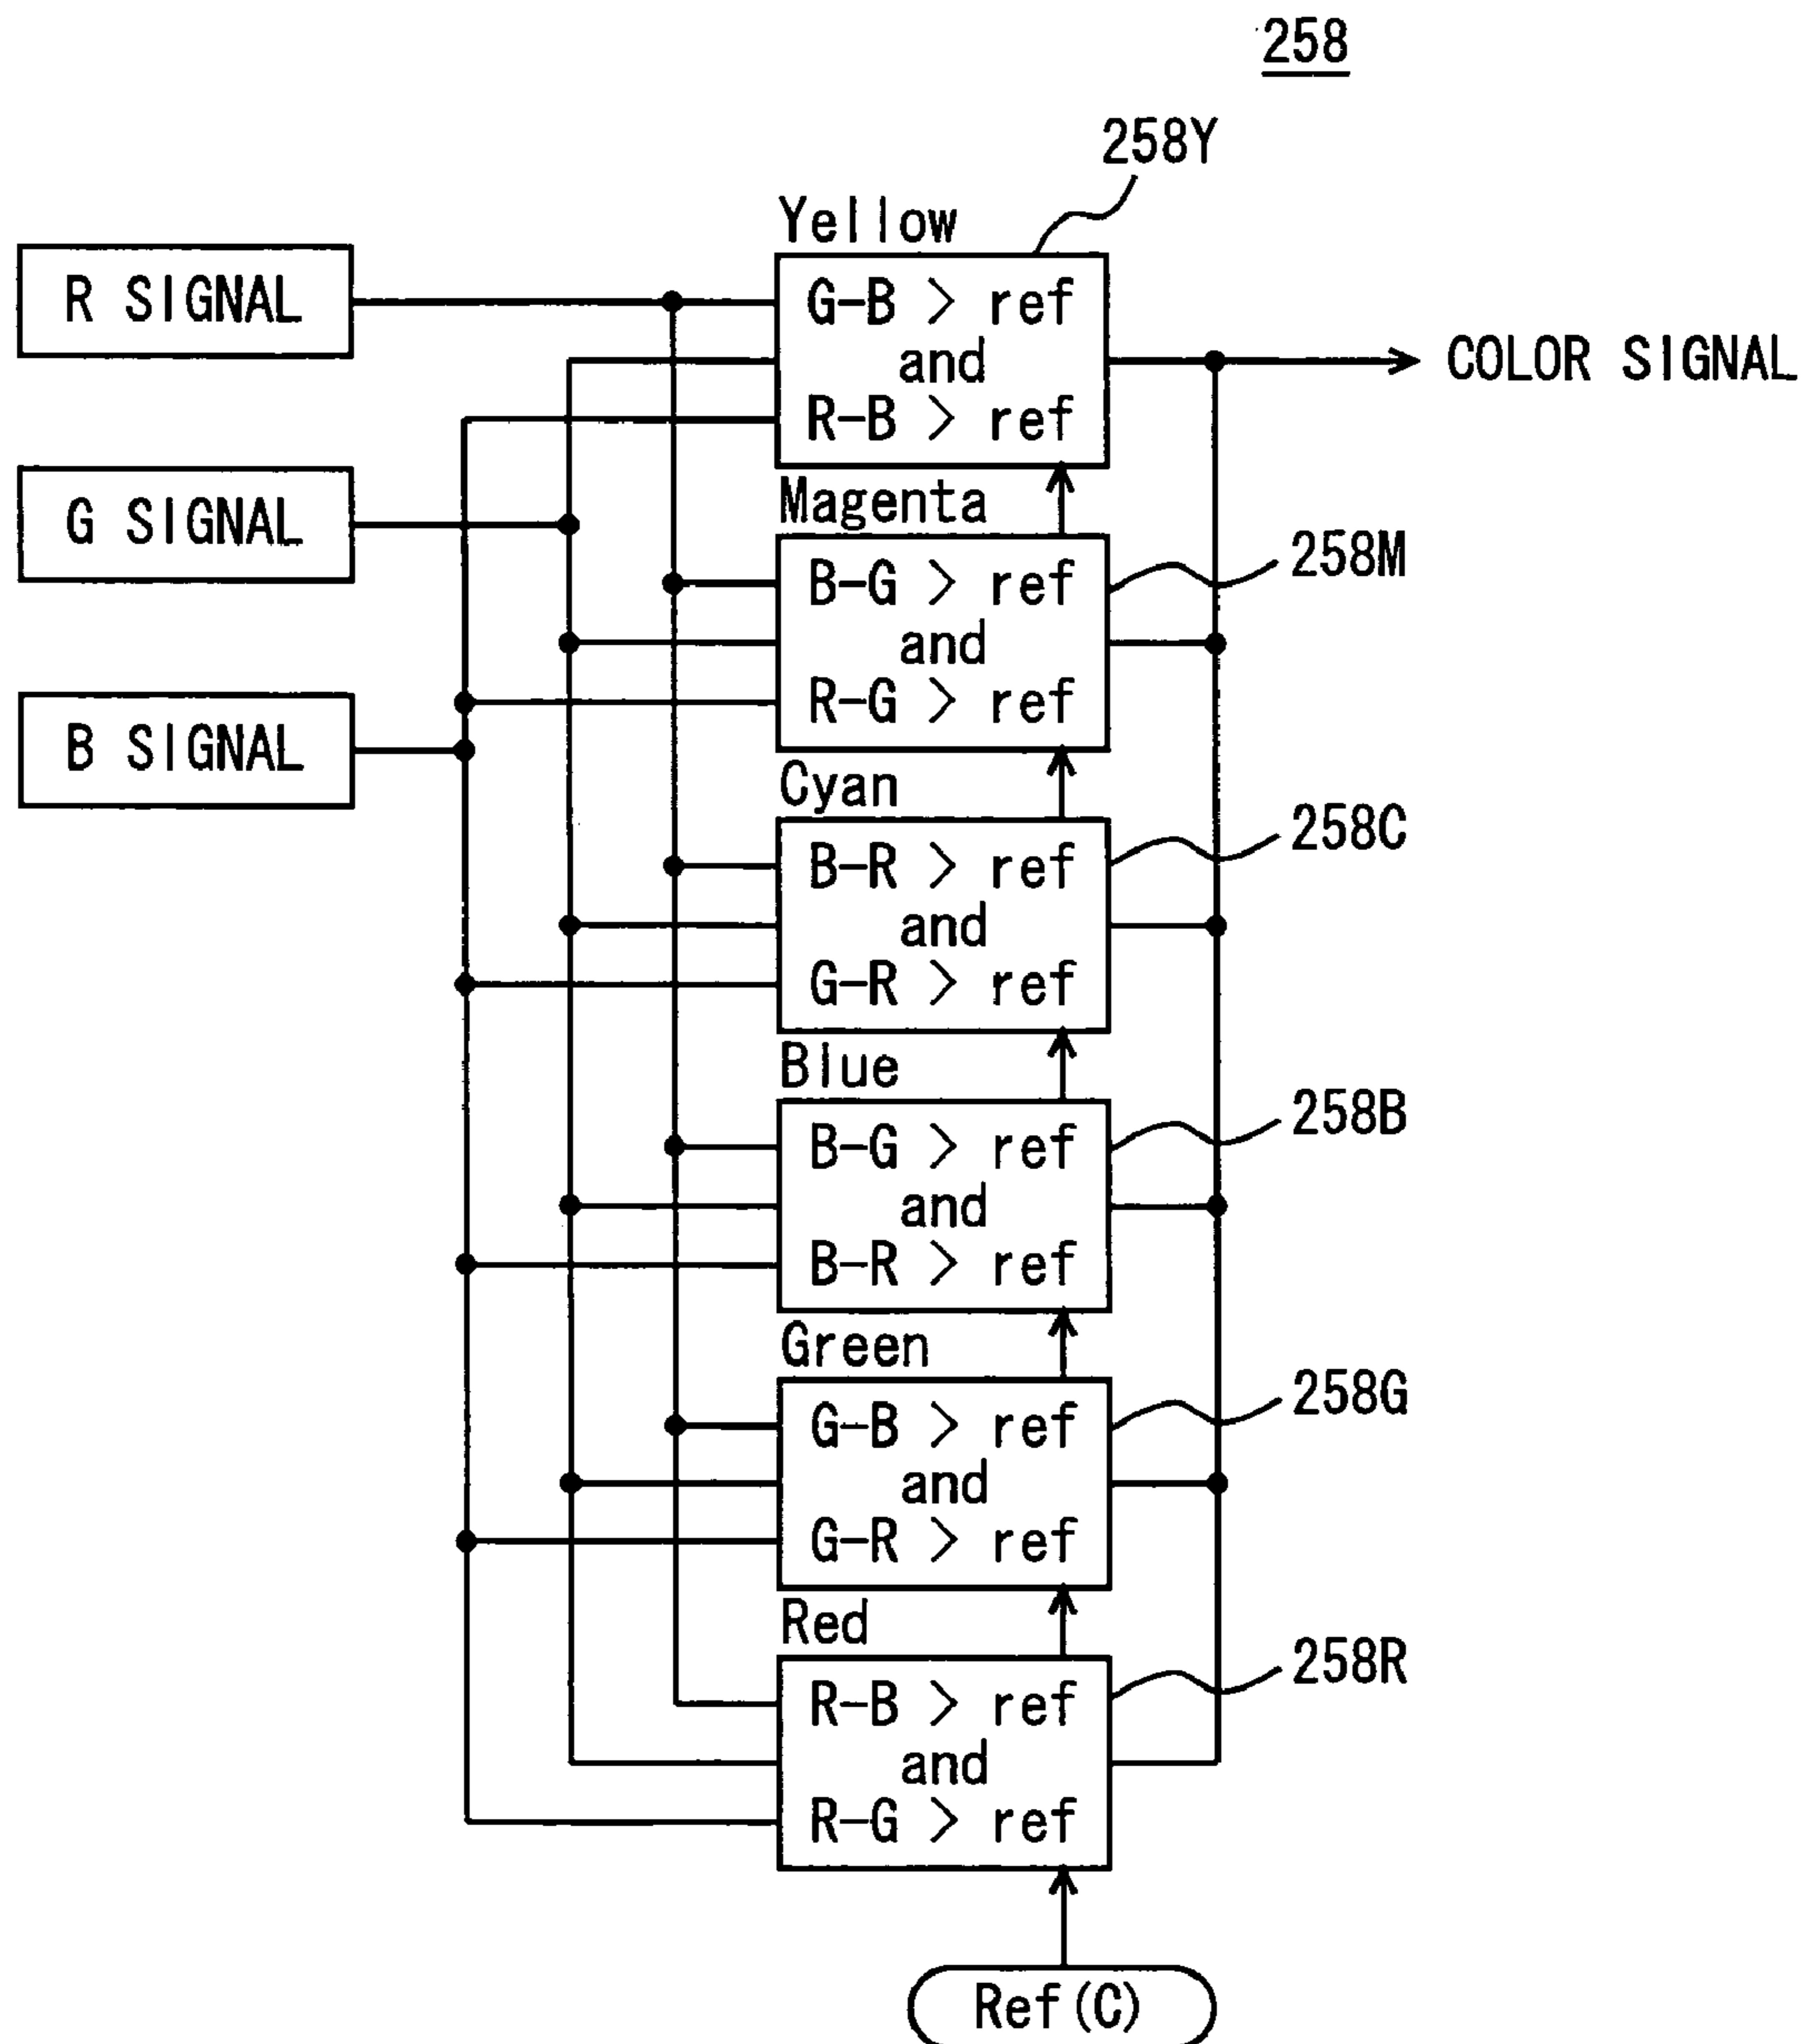 258
258Y
Yellow
R SIGNAL
G-B > ref
and
R-B > ref
COLOR SIGNAL
G SIGNAL
Magenta
B-G > ref
and
R-G > ref
258M
B SIGNAL
Cyan
B-R > ref
and
G-R > ref
258C
Blue
B-G > ref
and
B-R > ref
258B
Green
G-B > ref
and
G-R > ref
258G
Red
R-B > ref
and
R-G > ref
258R
Ref(C)